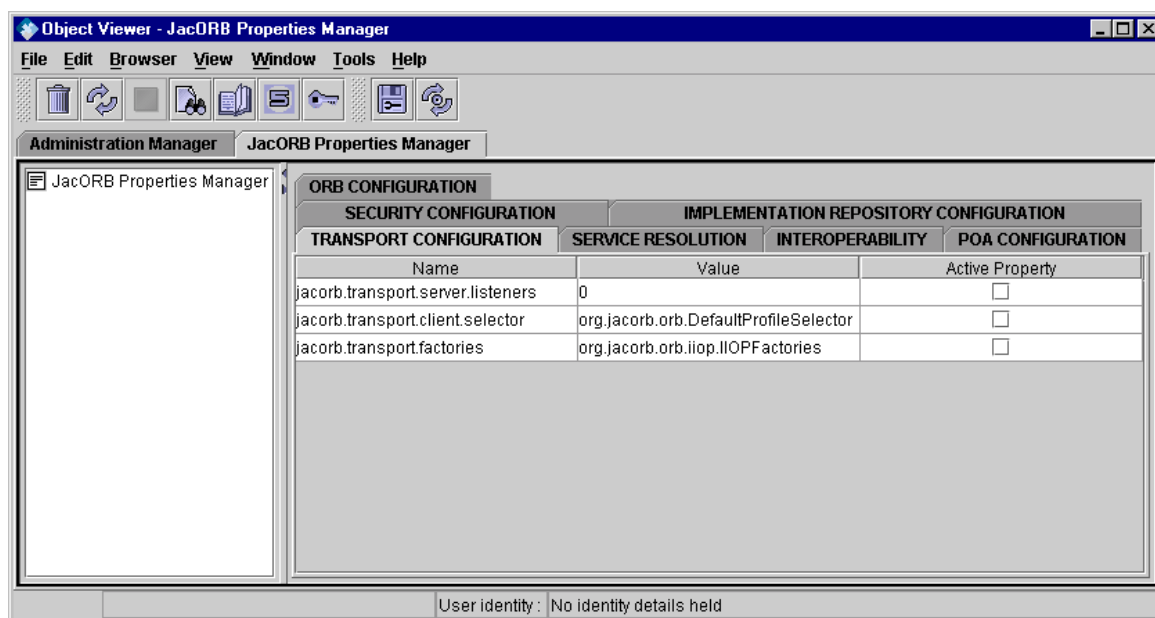 Object Viewer - JacORB Properties Manager
File Edit Browser View Window Tools Help
Administration Manager JacORB Properties Manager
JacORB Properties Manager
ORB CONFIGURATION
SECURITY CONFIGURATION IMPLEMENTATION REPOSITORY CONFIGURATION
TRANSPORT CONFIGURATION SERVICE RESOLUTION INTEROPERABILITY POA CONFIGURATION
Name Value Active Property
jacorb.transport.server.listeners 0
jacorb.transport.client.selector org.jacorb.orb.DefaultProfileSelector
jacorb.transport.factories org.jacorb.orb.iiop.IIOPFactories
User identity : No identity details held